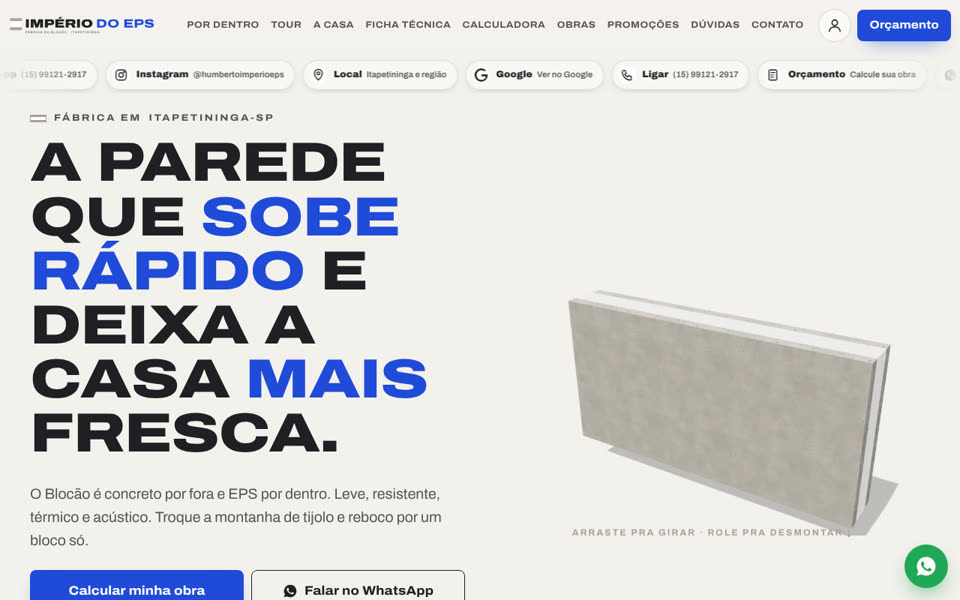 IMPÉRIO DO EPS
FÁBRICA DO BLOCÃO · ITAPETININGA
POR DENTRO TOUR A CASA FICHA TÉCNICA CALCULADORA OBRAS PROMOÇÕES DÚVIDAS CONTATO
Orçamento
(15) 99121-2917
Instagram @humbertoimperioeps
Local Itapetininga e região
Google Ver no Google
Ligar (15) 99121-2917
Orçamento Calcule sua obra
FÁBRICA EM ITAPETININGA-SP
A PAREDE
QUE SOBE
RÁPIDO E
DEIXA A
CASA MAIS
FRESCA.
O Blocão é concreto por fora e EPS por dentro. Leve, resistente,
térmico e acústico. Troque a montanha de tijolo e reboco por um
bloco só.
ARRASTE PRA GIRAR · ROLE PRA DESMONTAR ↓
Calcular minha obra
Falar no WhatsApp